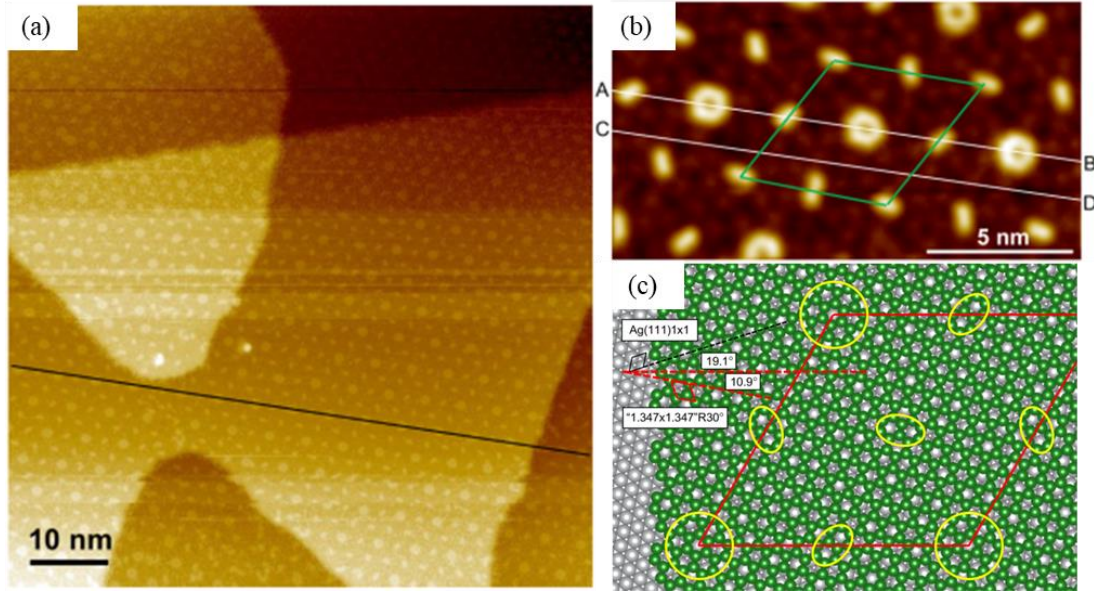 (a)
10 nm
(b)
A
C
B
D
5 nm
(c)
Ag(111)1x1
19.1°
10.9°
"1.347x1.347"R30°